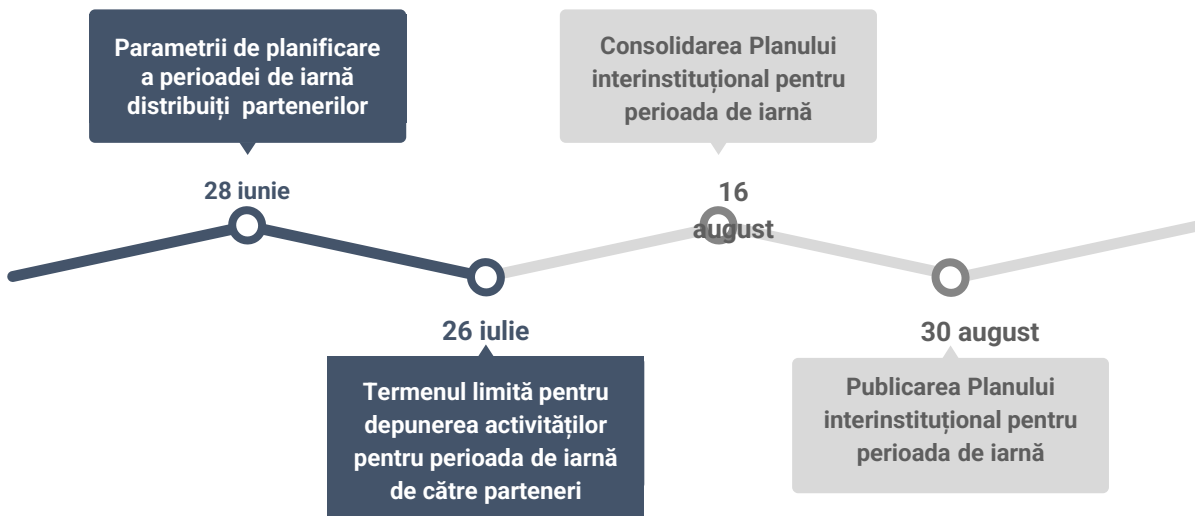 Parametrii de planificare
a perioadei de iarnă
distribuiți partenerilor
28 iunie
26 iulie
Termenul limită pentru
depunerea activităților
pentru perioada de iarnă
de către parteneri
Consolidarea Planului
interinstituțional pentru
perioada de iarnă
16
august
30 august
Publicarea Planului
interinstituțional pentru
perioada de iarnă